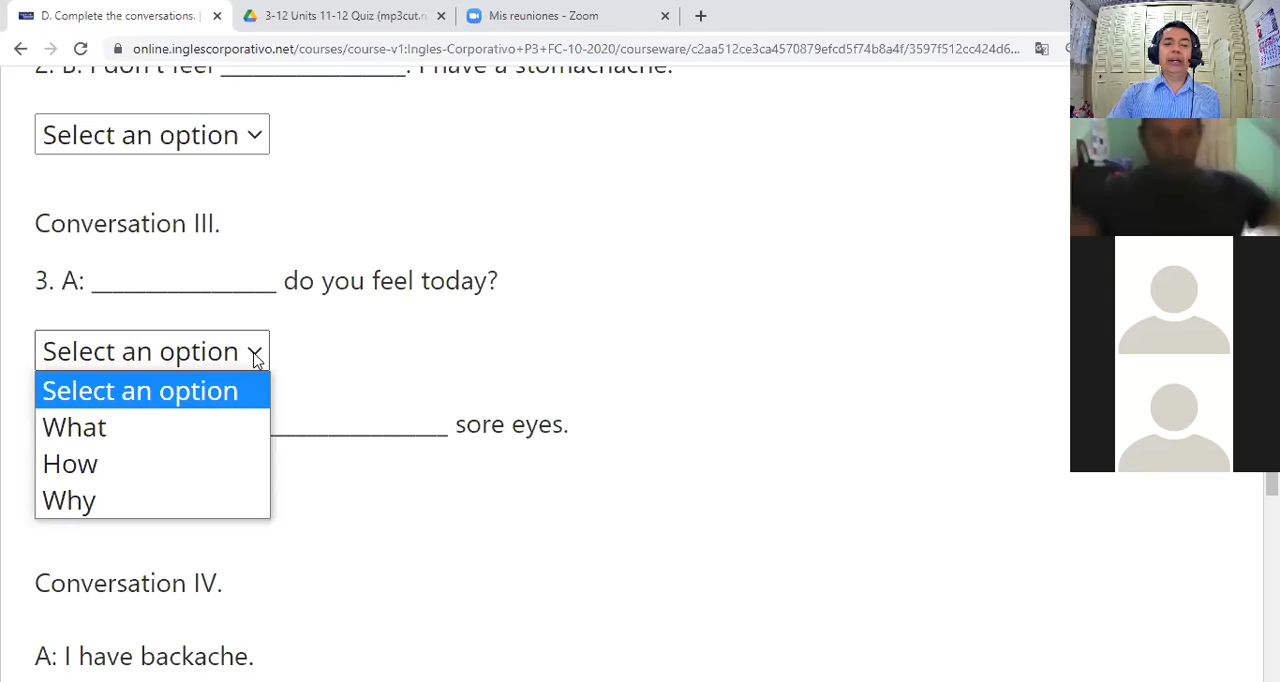 D. Complete the conversations. |
3-12 Units 11-12 Quiz (mp3cut.r
Mis reuniones - Zoom
online.inglescorporativo.net/courses/course-v1:Ingles-Corporativo+P3+FC-10-2020/courseware/c2aa512ce3ca4570879efcd5f74b8a4f/3597f512cc424d6...
2. B: I don't feel _______________. I have a stomachache.
Select an option
Conversation III.
3. A: _______________ do you feel today?
Select an option
Select an option
What
_______________ sore eyes.
How
Why
Conversation IV.
A: I have backache.